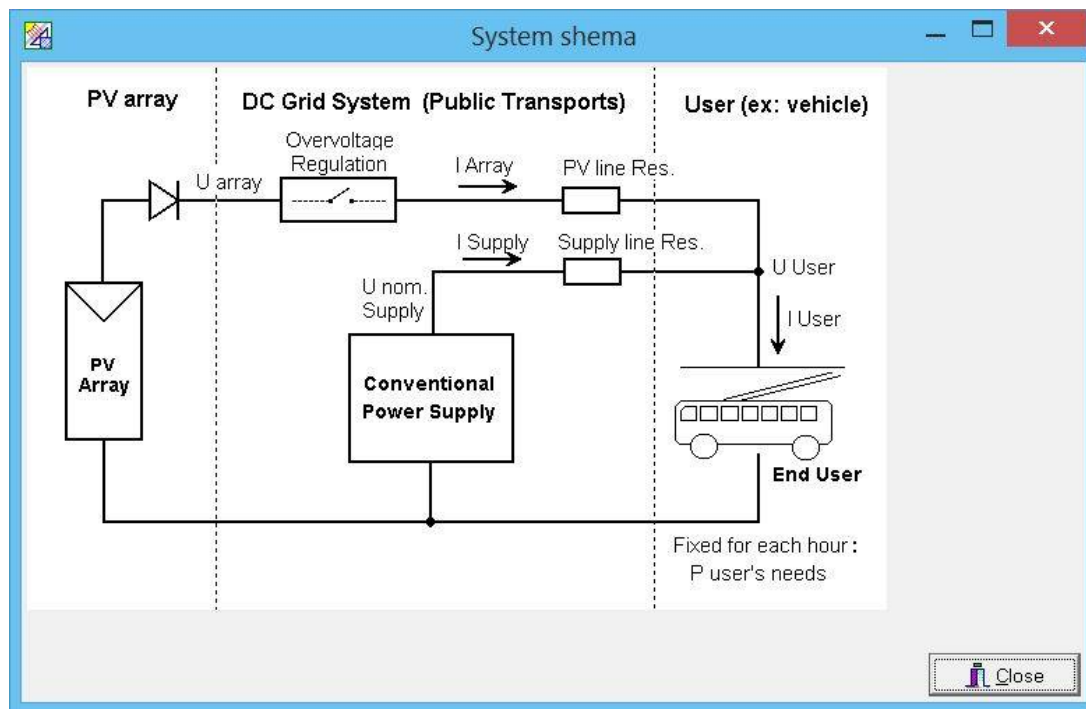 System shema
PV array
DC Grid System (Public Transports)
User (ex: vehicle)
Overvoltage
Regulation
I Array
PV line Res.
U array
I Supply
Supply line Res.
U nom.
Supply
U User
I User
PV
Array
Conventional
Power Supply
End User
Fixed for each hour:
P user's needs
Close